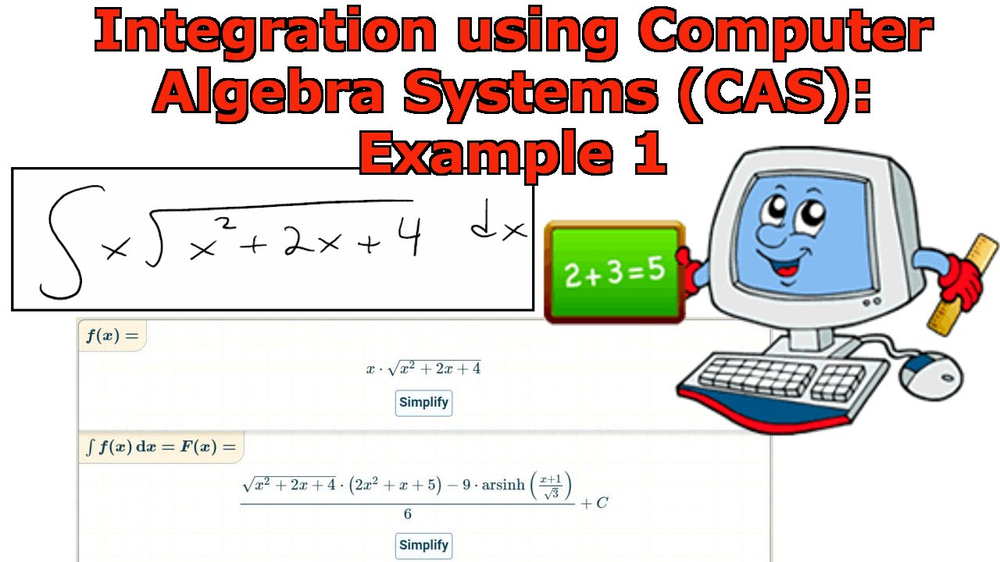 Integration using Computer
Algebra Systems (CAS):
Example 1
∫ x √(x² + 2x + 4) dx
2+3=5
f(x) =
x · √(x² + 2x + 4)
Simplify
∫ f(x) dx = F(x) =
(√(x² + 2x + 4) · (2x² + x + 5) − 9 · arsinh((x+1)/√3))/6 + C
Simplify